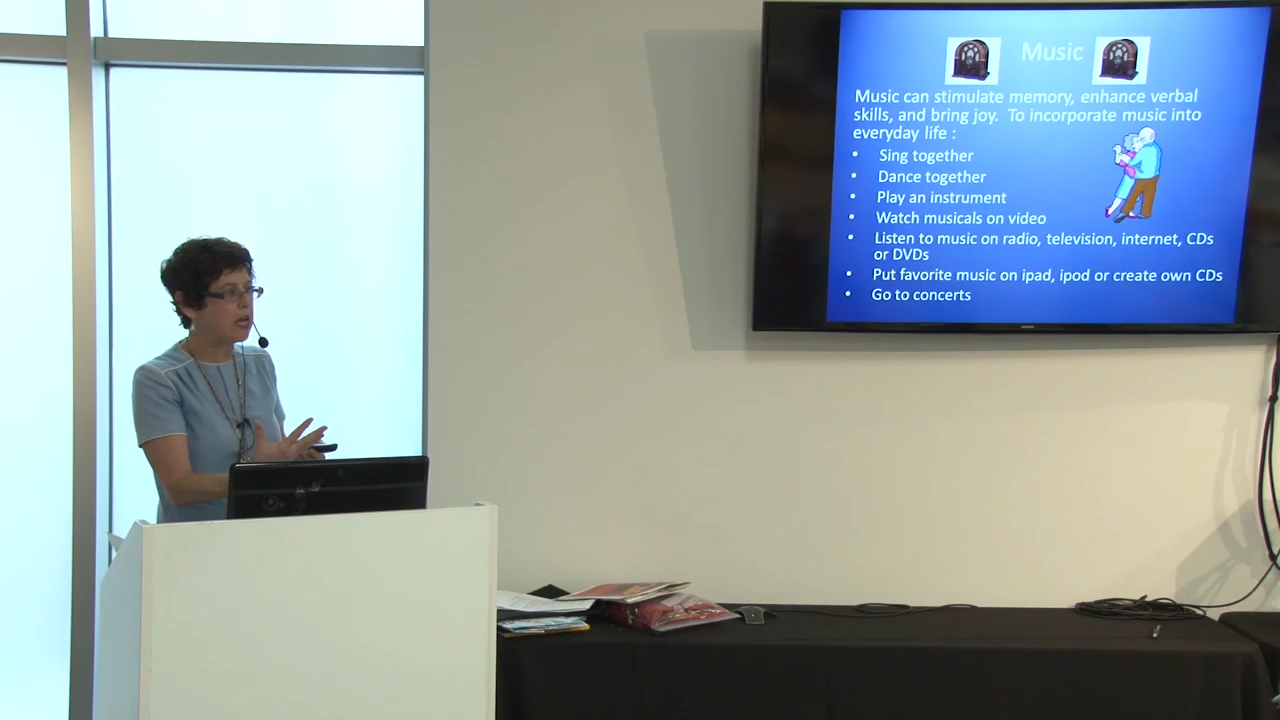 Music
Music can stimulate memory, enhance verbal
skills, and bring joy. To incorporate music into
everyday life :
• Sing together
• Dance together
• Play an instrument
• Watch musicals on video
• Listen to music on radio, television, internet, CDs
or DVDs
• Put favorite music on ipad, ipod or create own CDs
• Go to concerts